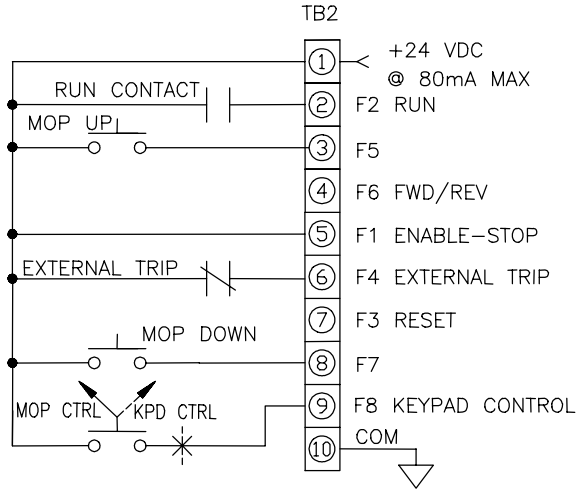 TB2
1 +24 VDC
@ 80mA MAX
RUN CONTACT 2 F2 RUN
MOP UP 3 F5
4 F6 FWD/REV
5 F1 ENABLE-STOP
EXTERNAL TRIP 6 F4 EXTERNAL TRIP
7 F3 RESET
MOP DOWN 8 F7
MOP CTRL KPD CTRL 9 F8 KEYPAD CONTROL
10 COM